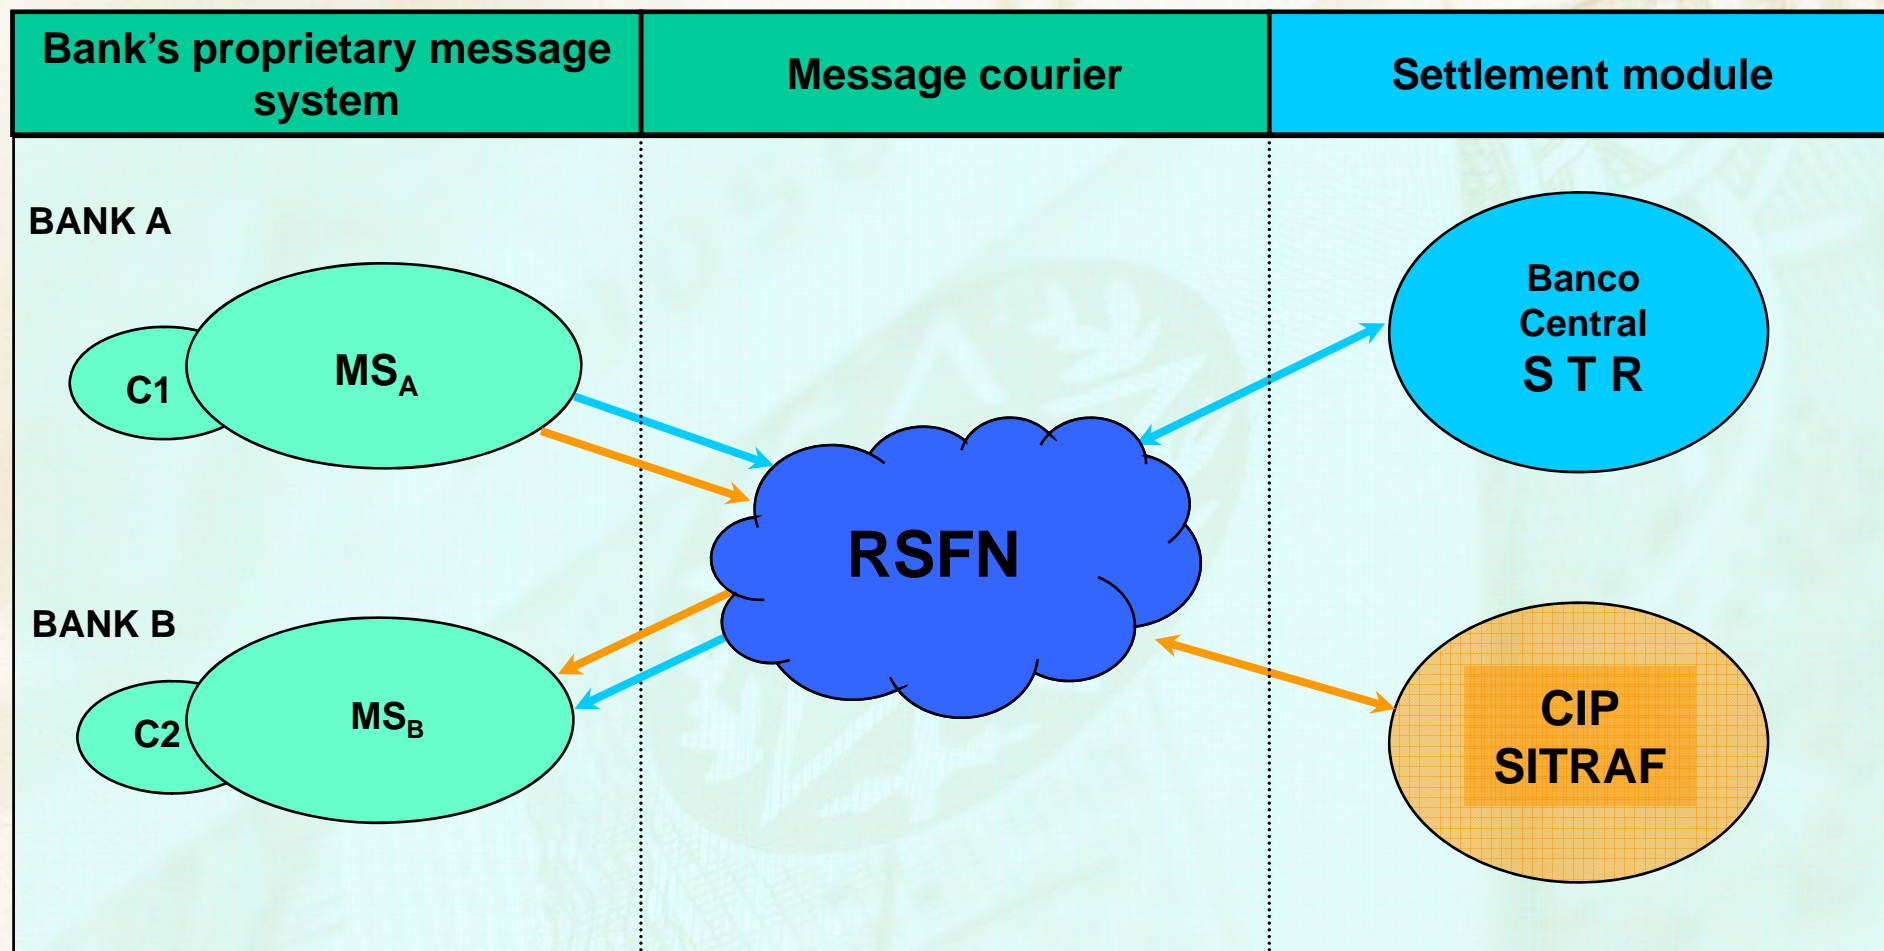 Bank's proprietary message
system
Message courier
Settlement module
BANK A
C1
MSA
Banco
Central
S T R
RSFN
BANK B
C2
MSB
CIP
SITRAF